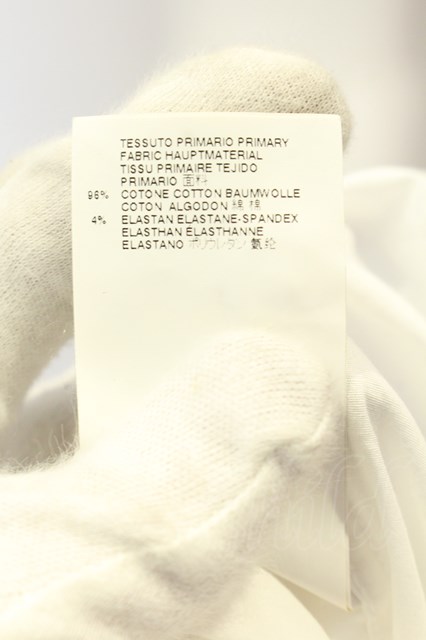 TESSUTO PRIMARIO PRIMARY
FABRIC HAUPTMATERIAL
TISSU PRIMAIRE TEJIDO
PRIMARIO 面料
96% COTONE COTTON BAUMWOLLE
COTON ALGODON 綿 棉
4% ELASTAN ELASTANE-SPANDEX
ELASTHAN ÉLASTHANNE
ELASTANO ポリウレタン 氨纶